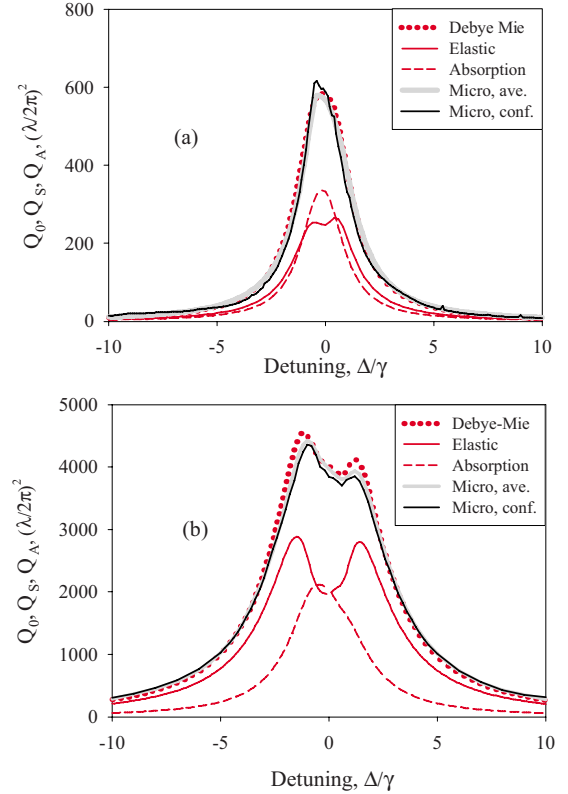 800
600
400
200
0
Q0, QS, QA, (λ/2π)2
(a)
Debye Mie
Elastic
Absorption
Micro, ave.
Micro, conf.
-10 -5 0 5 10
Detuning, Δ/γ
5000
4000
3000
2000
1000
0
Q0, QS, QA, (λ/2π)2
(b)
Debye-Mie
Elastic
Absorption
Micro, ave.
Micro, conf.
-10 -5 0 5 10
Detuning, Δ/γ